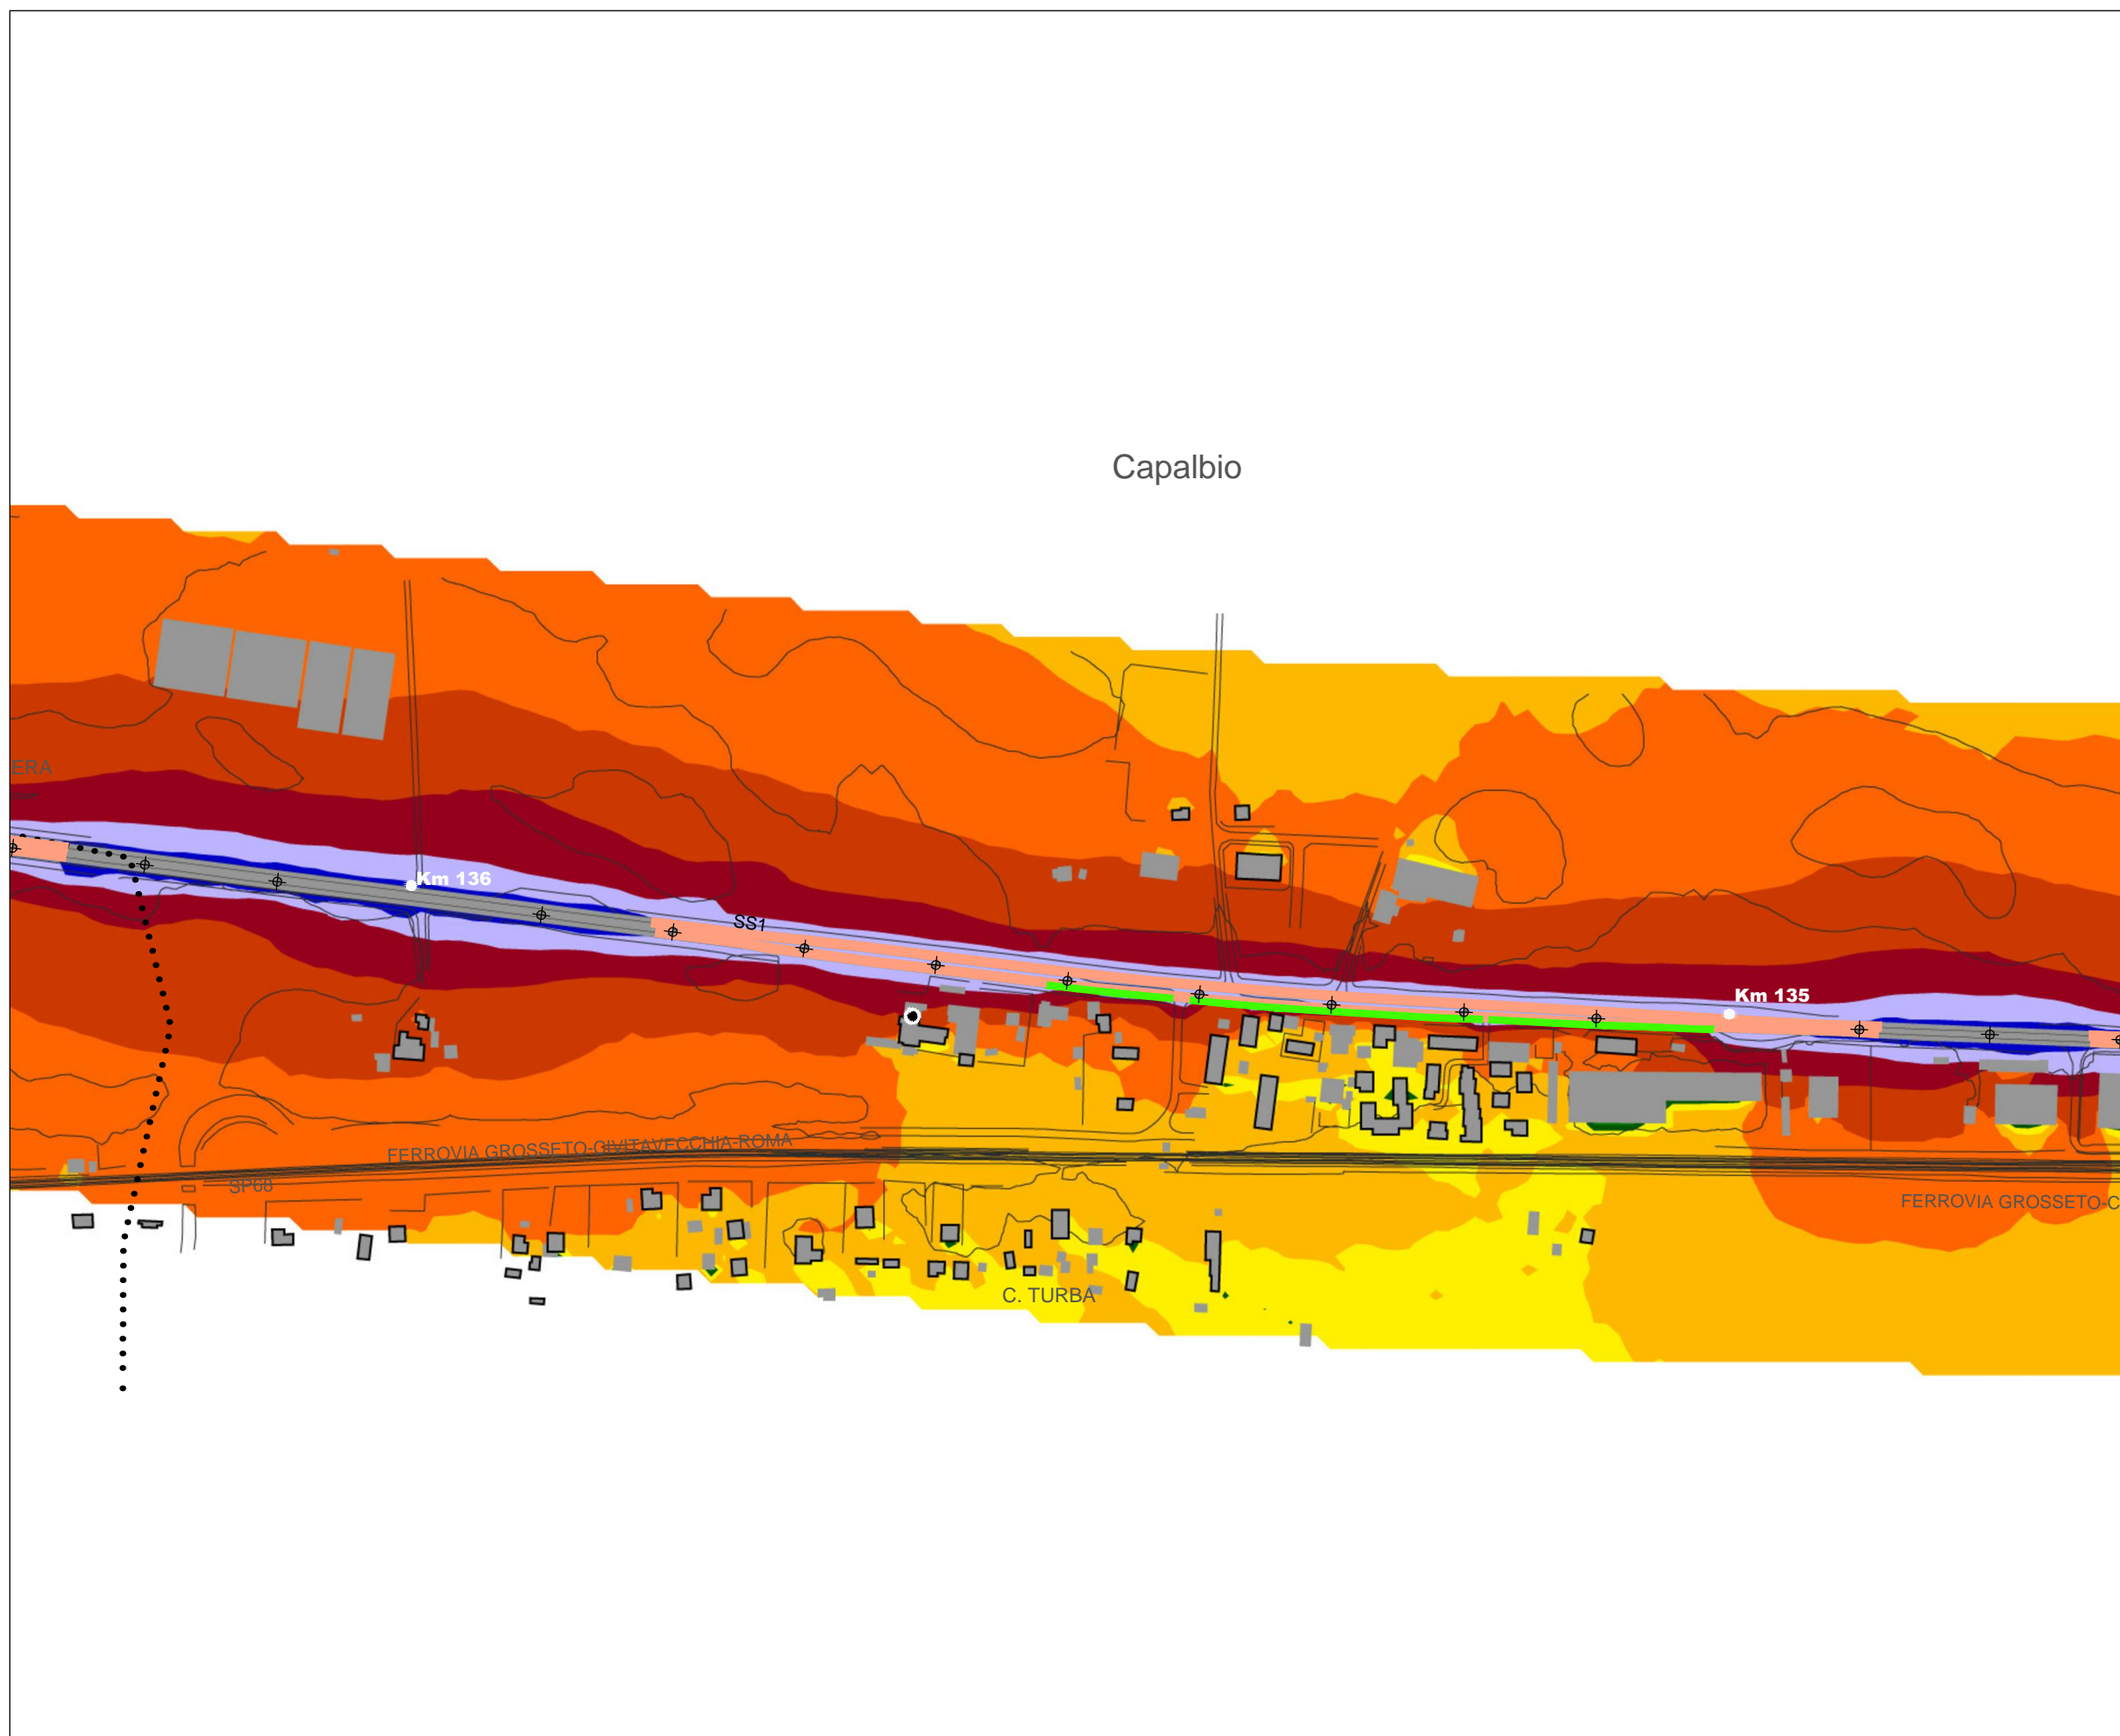 Capalbio
ERA
Km 136
SS1
Km 135
FERROVIA GROSSETO-CIVITAVECCHIA-ROMA
SP68
FERROVIA GROSSETO-C
C. TURBA